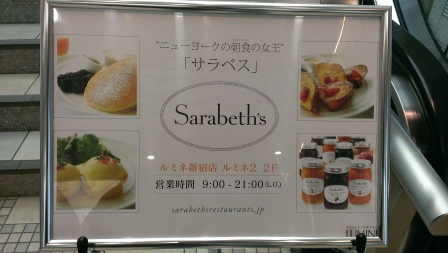 “ニューヨークの朝食の女王”
「サラベス」
Sarabeth's
ルミネ新宿店 ルミネ2 2F
営業時間 9:00-21:00(L.O.)
sarabethsrestaurants.jp
LUMINE